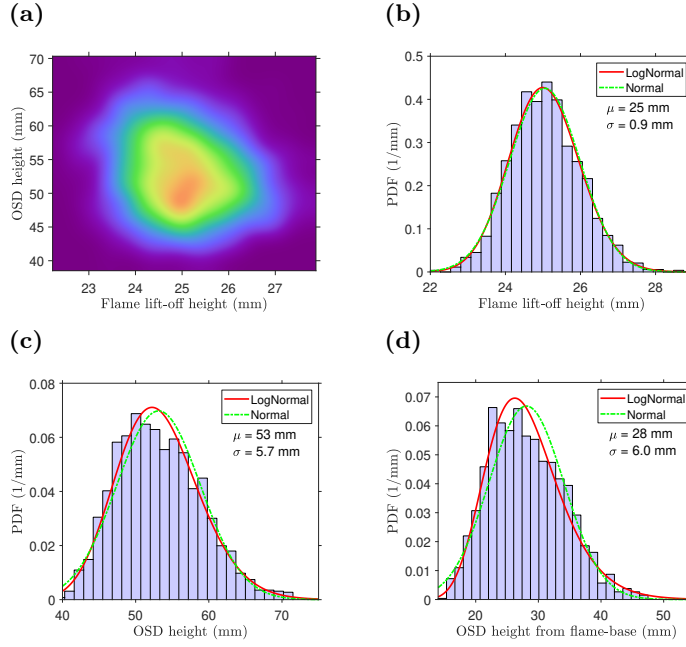 (a)
70
65
60
55
50
45
40
OSD height (mm)
23 24 25 26 27
Flame lift-off height (mm)
(b)
0.5
0.4
0.3
0.2
0.1
0
PDF (1/mm)
LogNormal
Normal
μ = 25 mm
σ = 0.9 mm
22 24 26 28
Flame lift-off height (mm)
(c)
0.08
0.06
0.04
0.02
0
PDF (1/mm)
LogNormal
Normal
μ = 53 mm
σ = 5.7 mm
40 50 60 70
OSD height (mm)
(d)
0.07
0.06
0.05
0.04
0.03
0.02
0.01
0
PDF (1/mm)
LogNormal
Normal
μ = 28 mm
σ = 6.0 mm
20 30 40 50
OSD height from flame-base (mm)